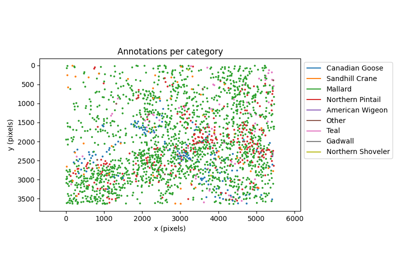 Annotations per category
0
500
1000
1500
2000
2500
3000
3500
y (pixels)
0 1000 2000 3000 4000 5000 6000
x (pixels)
Canadian Goose
Sandhill Crane
Mallard
Northern Pintail
American Wigeon
Other
Teal
Gadwall
Northern Shoveler